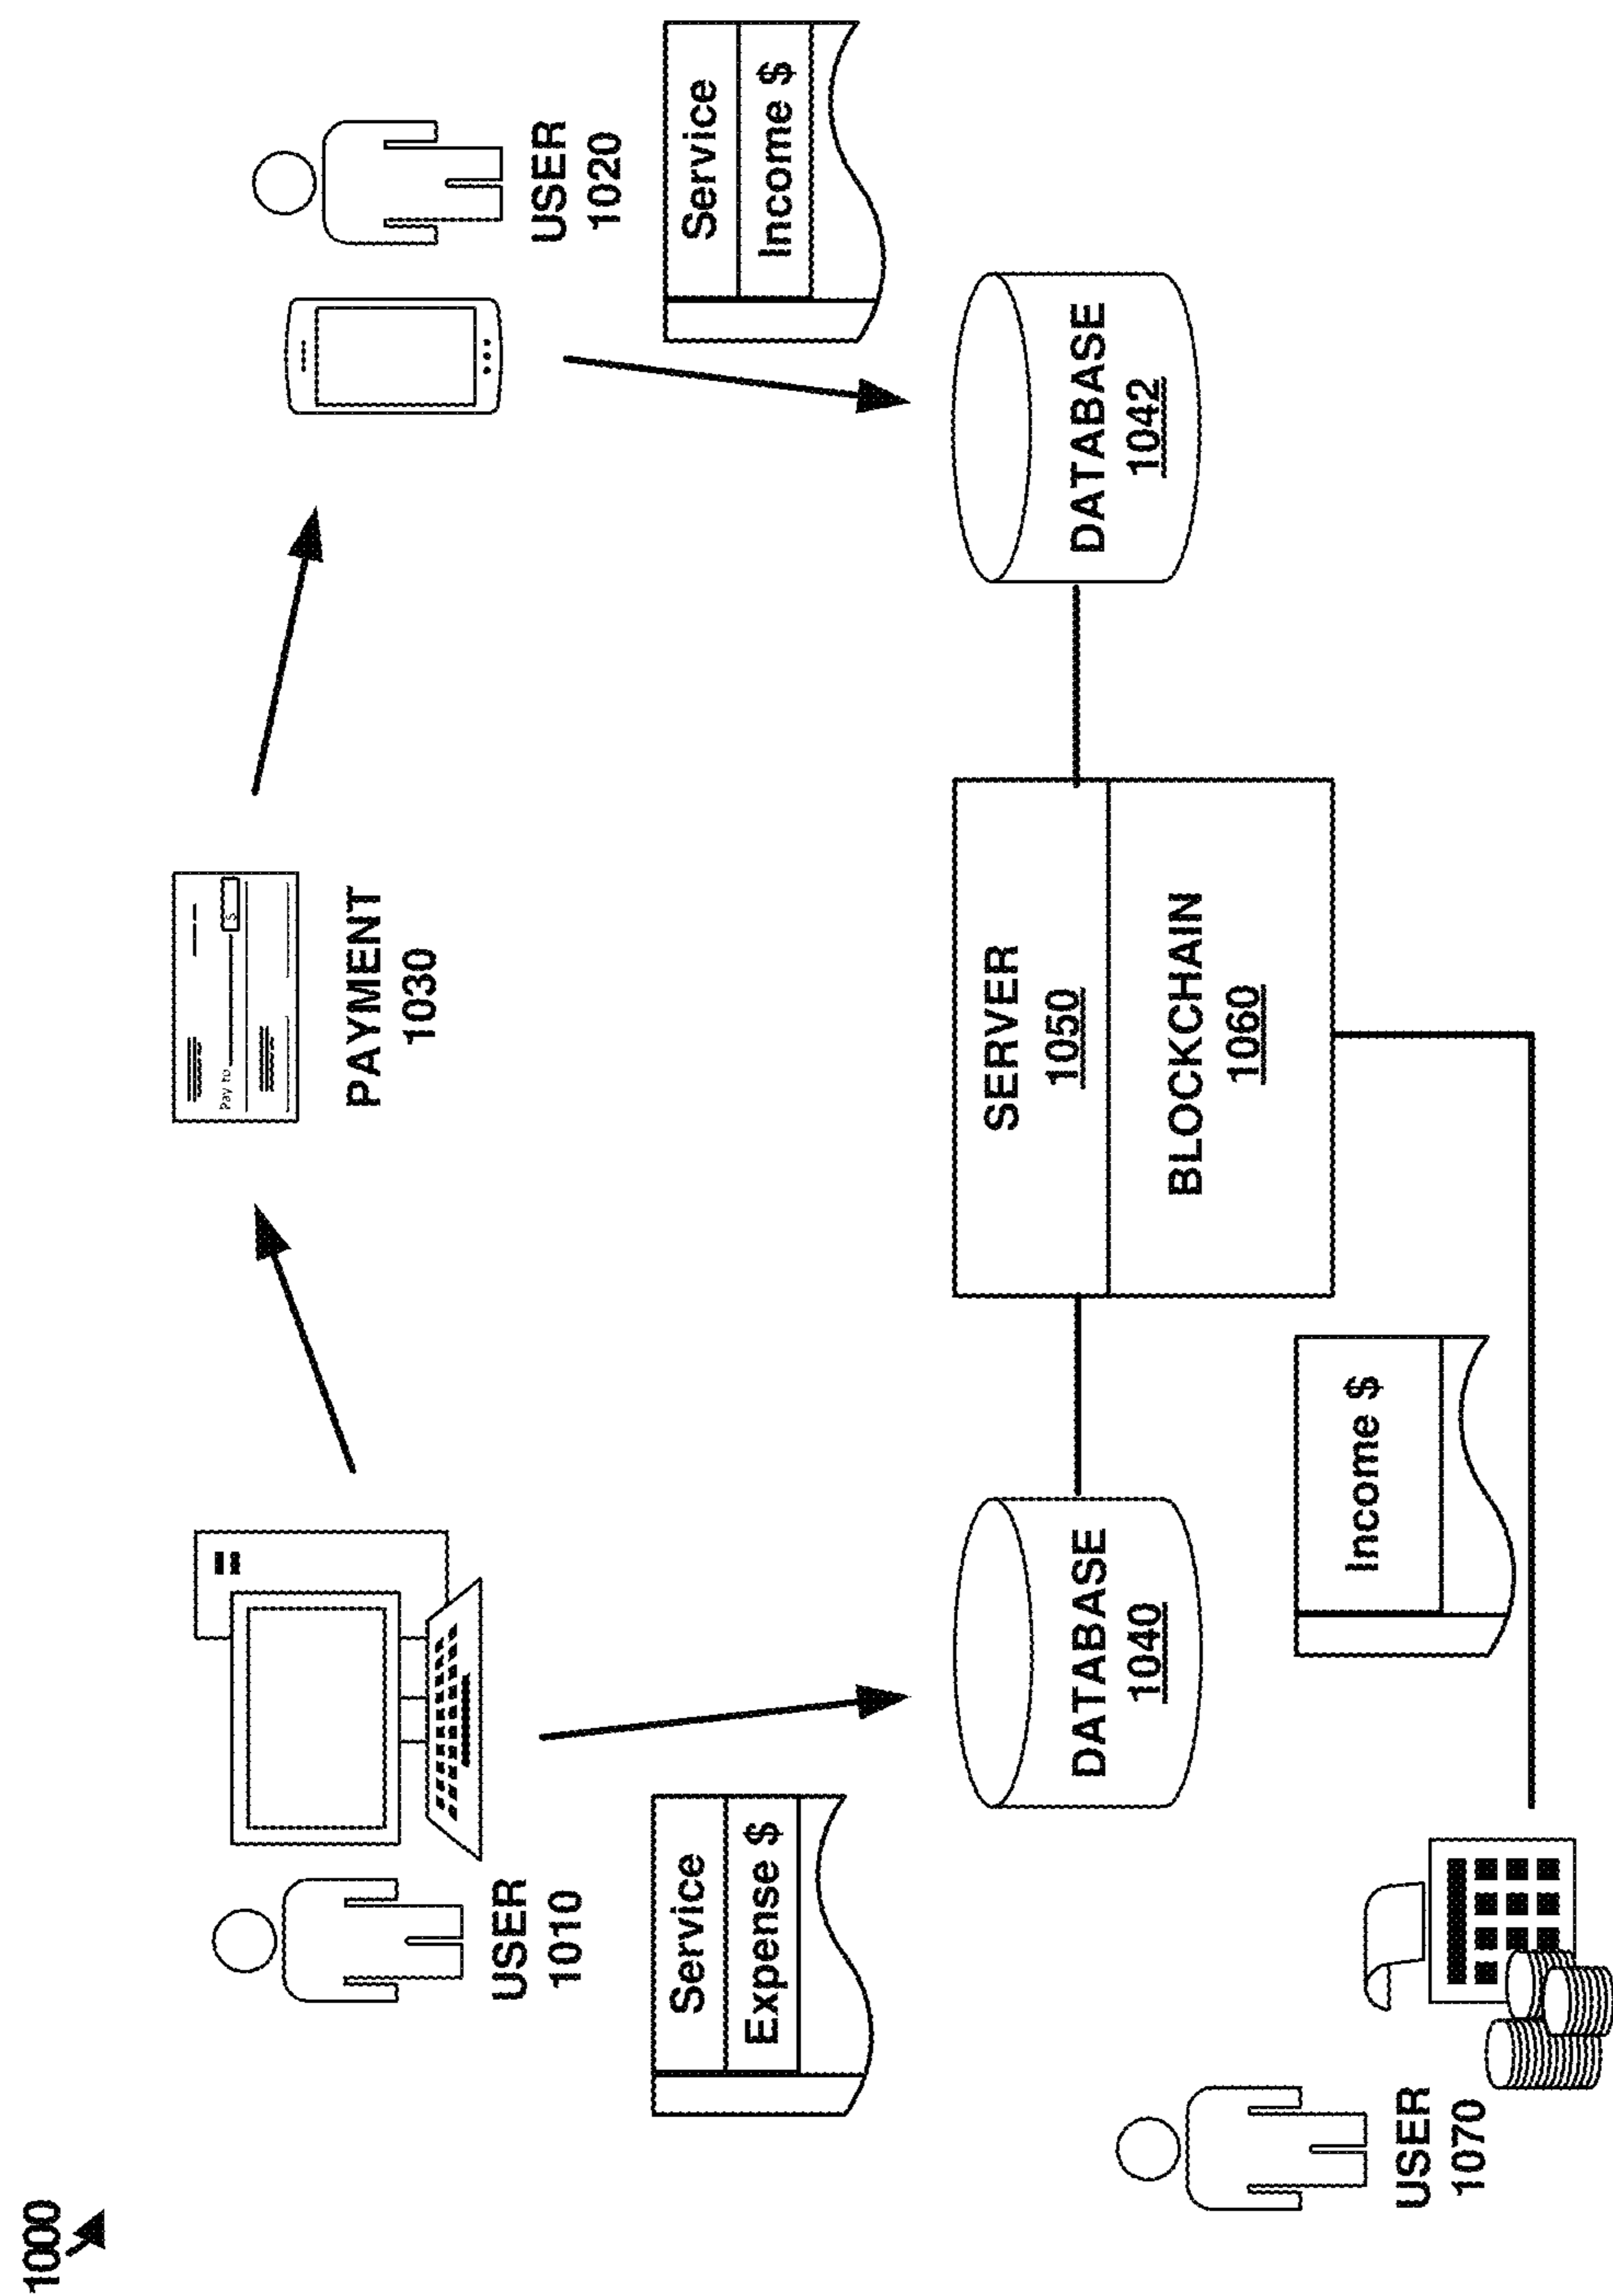 1000
USER
1010
Service
Expense $
PAYMENT
1030
Pay to
$
USER
1020
Service
Income $
DATABASE
1040
SERVER
1050
BLOCKCHAIN
1060
DATABASE
1042
Income $
USER
1070